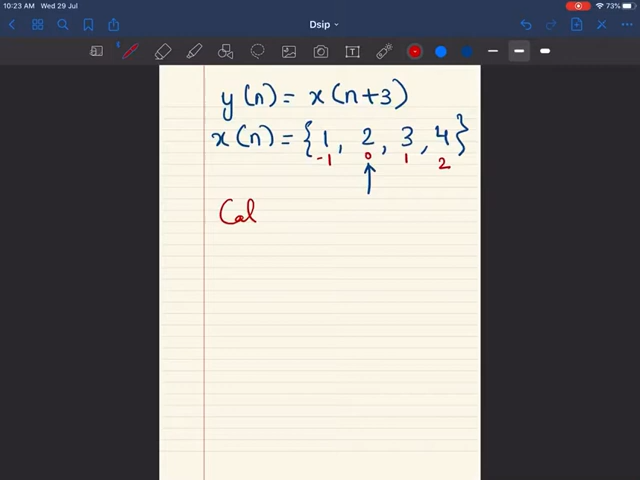 10:23 AM Wed 29 Jul
73%
Dsip
y(n) = x(n+3)
x(n) = {1, 2, 3, 4}
-1 0 1 2
↑
Cal